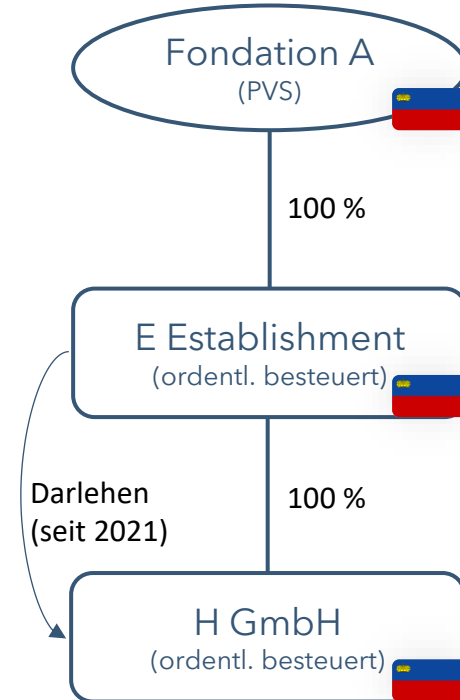 Fondation A
(PVS)
100 %
E Establishment
(ordentl. besteuert)
Darlehen
(seit 2021)
100 %
H GmbH
(ordentl. besteuert)